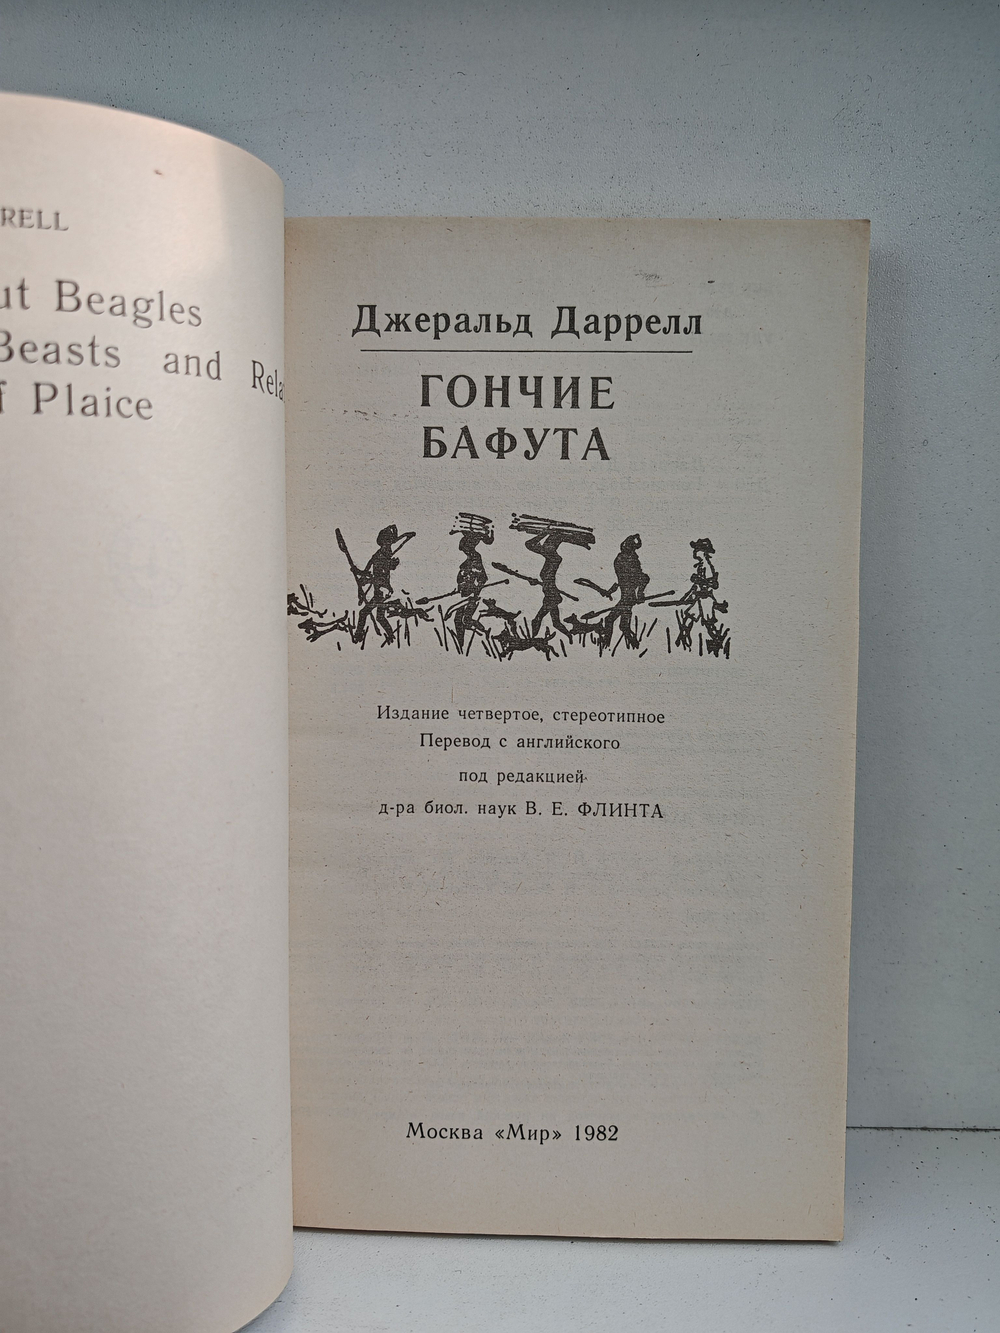 RELL
ut Beagles
Beasts and Rela
f Plaice
Джеральд Даррелл
ГОНЧИЕ
БАФУТА
Издание четвертое, стереотипное
Перевод с английского
под редакцией
д-ра биол. наук В. Е. ФЛИНТА
Москва «Мир» 1982